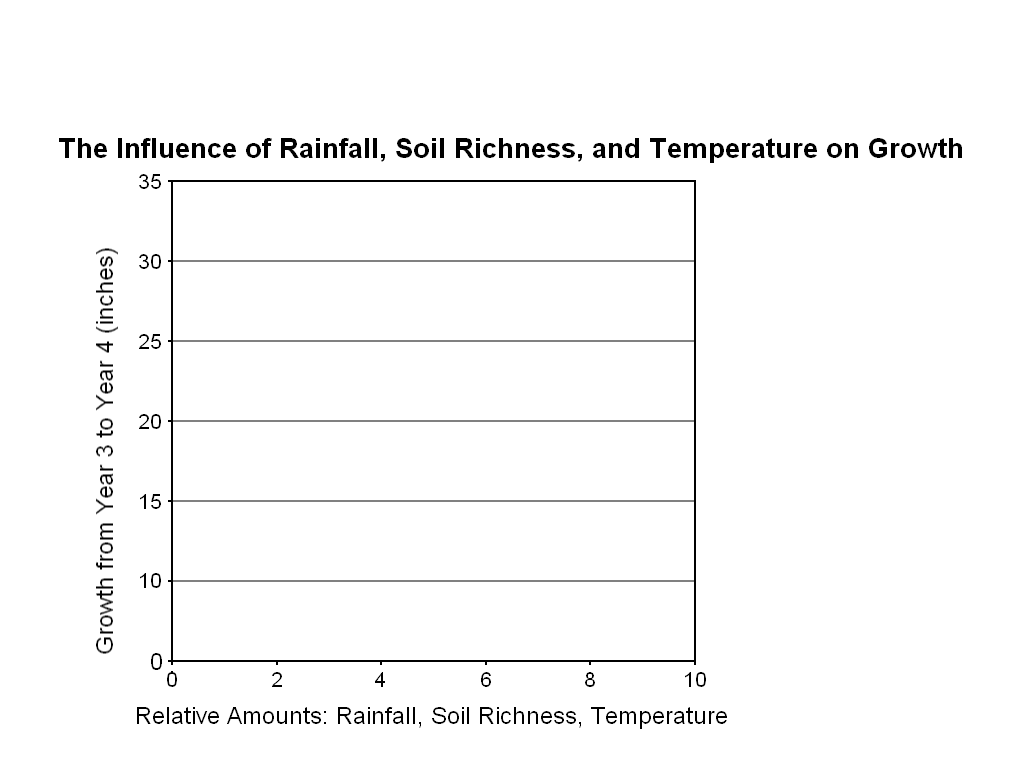 The Influence of Rainfall, Soil Richness, and Temperature on Growth
Growth from Year 3 to Year 4 (inches)
35
30
25
20
15
10
0
0 2 4 6 8 10
Relative Amounts: Rainfall, Soil Richness, Temperature